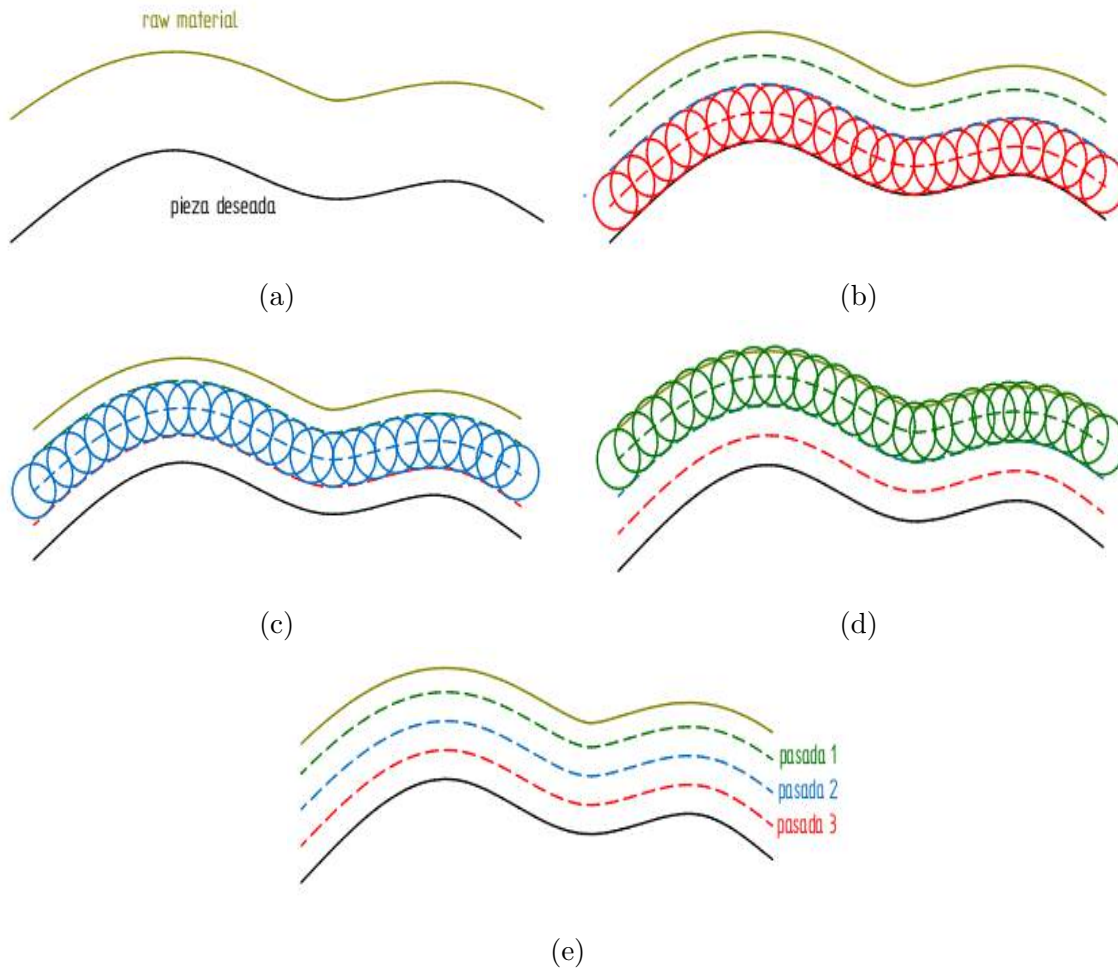 raw material
pieza deseada
(a)
(b)
(c)
(d)
pasada 1
pasada 2
pasada 3
(e)